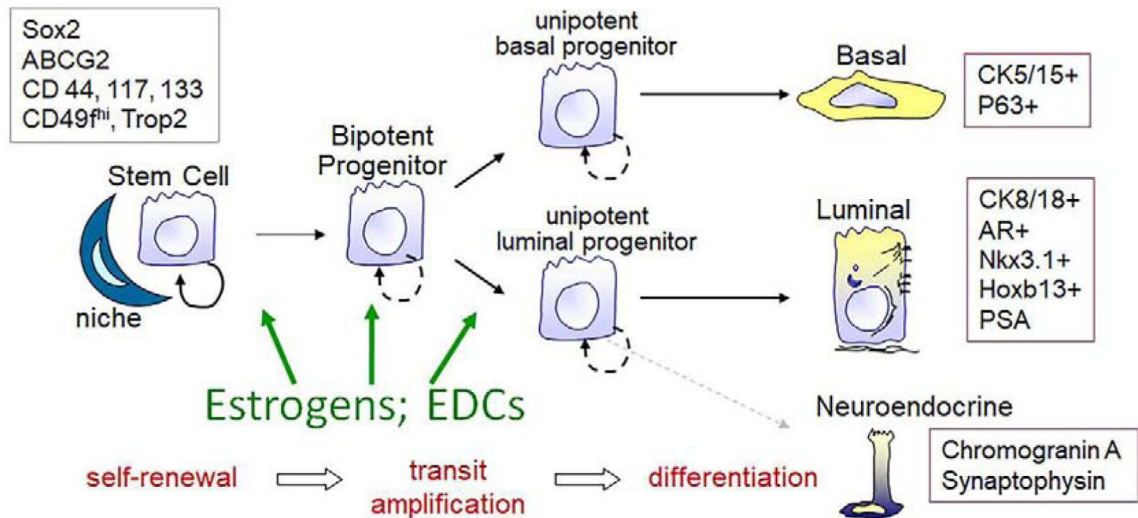 Sox2
ABCG2
CD 44, 117, 133
CD49fʰⁱ, Trop2
Stem Cell
niche
Bipotent
Progenitor
unipotent
basal progenitor
Basal
CK5/15+
P63+
unipotent
luminal progenitor
Luminal
CK8/18+
AR+
Nkx3.1+
Hoxb13+
PSA
Estrogens; EDCs
Neuroendocrine
Chromogranin A
Synaptophysin
self-renewal
transit
amplification
differentiation